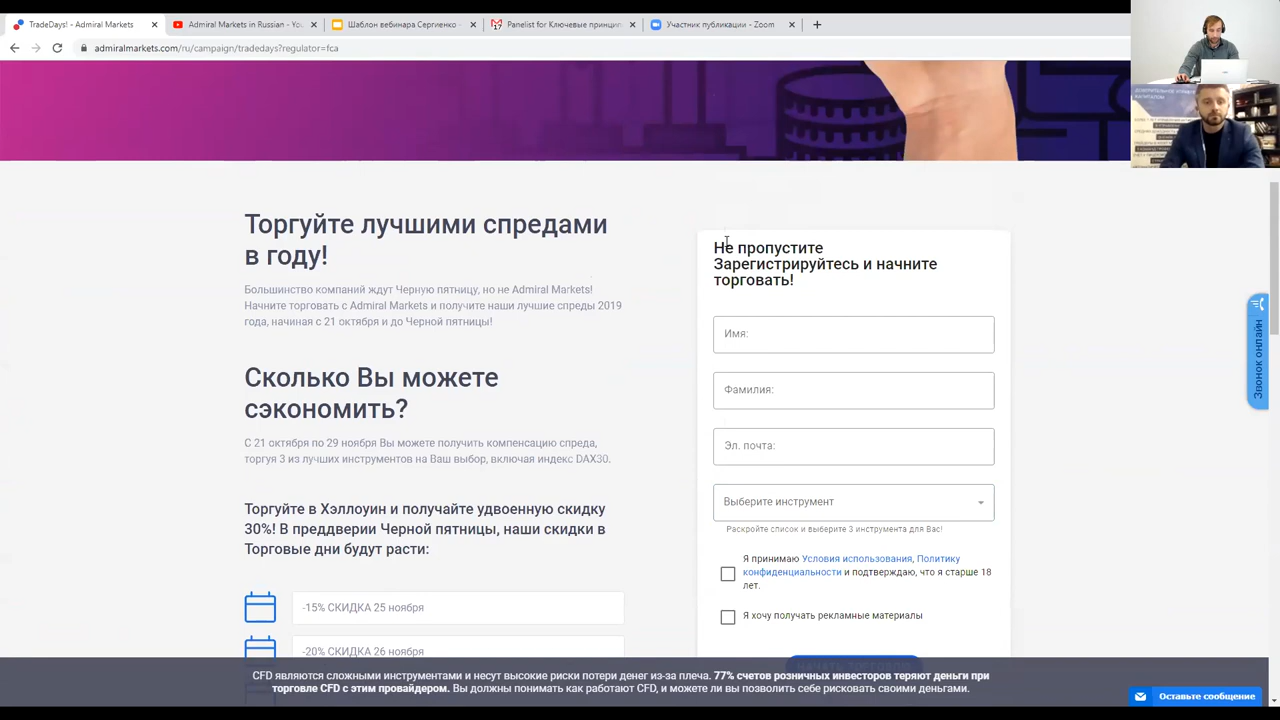 TradeDays! - Admiral Markets
Admiral Markets in Russian - You
Шаблон вебинара Сергиенко -
Panelist for Ключевые принцип
Участник публикации - Zoom
admiralmarkets.com/ru/campaign/tradedays?regulator=fca
Торгуйте лучшими спредами
в году!
Большинство компаний ждут Черную пятницу, но не Admiral Markets!
Начните торговать с Admiral Markets и получите наши лучшие спреды 2019
года, начиная с 21 октября и до Черной пятницы!
Сколько Вы можете
сэкономить?
С 21 октября по 29 ноября Вы можете получить компенсацию спреда,
торгуя 3 из лучших инструментов на Ваш выбор, включая индекс DAX30.
Торгуйте в Хэллоуин и получайте удвоенную скидку
30%! В преддверии Черной пятницы, наши скидки в
Торговые дни будут расти:
-15% СКИДКА 25 ноября
-20% СКИДКА 26 ноября
Не пропустите
Зарегистрируйтесь и начните
торговать!
Имя:
Фамилия:
Эл. почта:
Выберите инструмент
Раскройте список и выберите 3 инструмента для Вас!
Я принимаю Условия использования, Политику
конфиденциальности и подтверждаю, что я старше 18
лет.
Я хочу получать рекламные материалы
Звонок онлайн
CFD являются сложными инструментами и несут высокие риски потери денег из-за плеча. 77% счетов розничных инвесторов теряют деньги при
торговле CFD с этим провайдером. Вы должны понимать как работают CFD, и можете ли вы позволить себе рисковать своими деньгами.
Оставьте сообщение